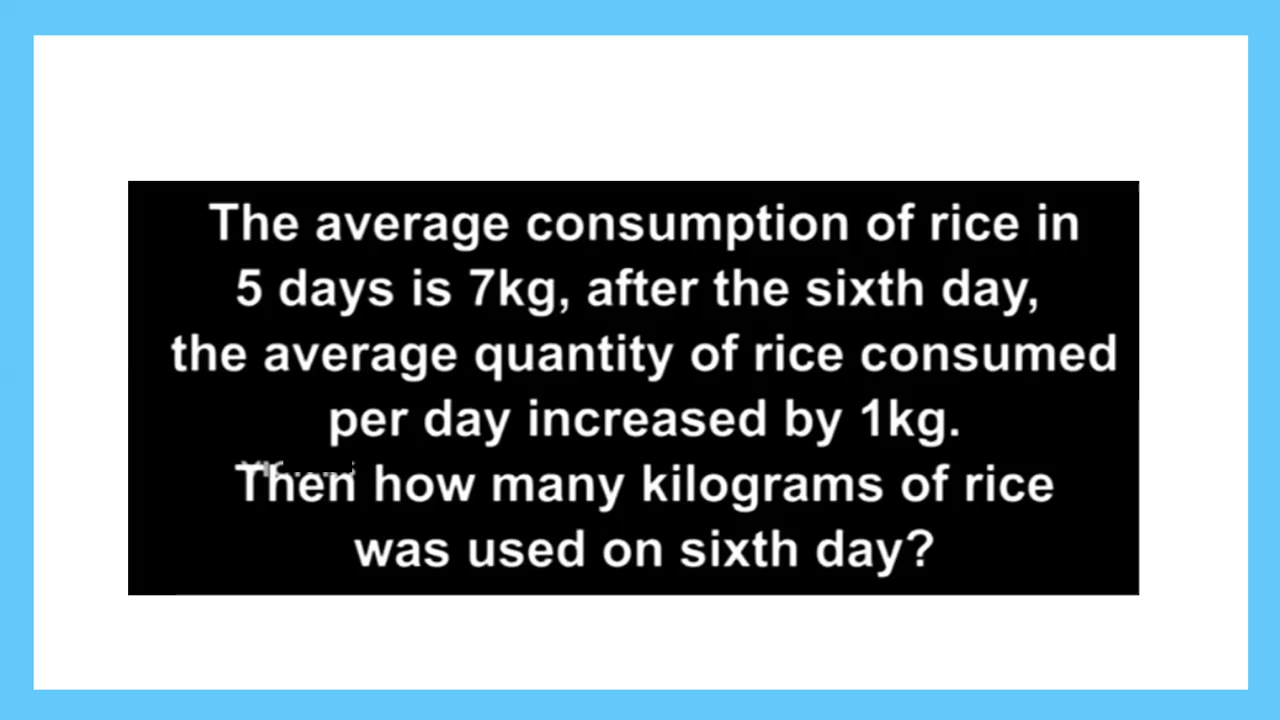 The average consumption of rice in
5 days is 7kg, after the sixth day,
the average quantity of rice consumed
per day increased by 1kg.
Then how many kilograms of rice
was used on sixth day?